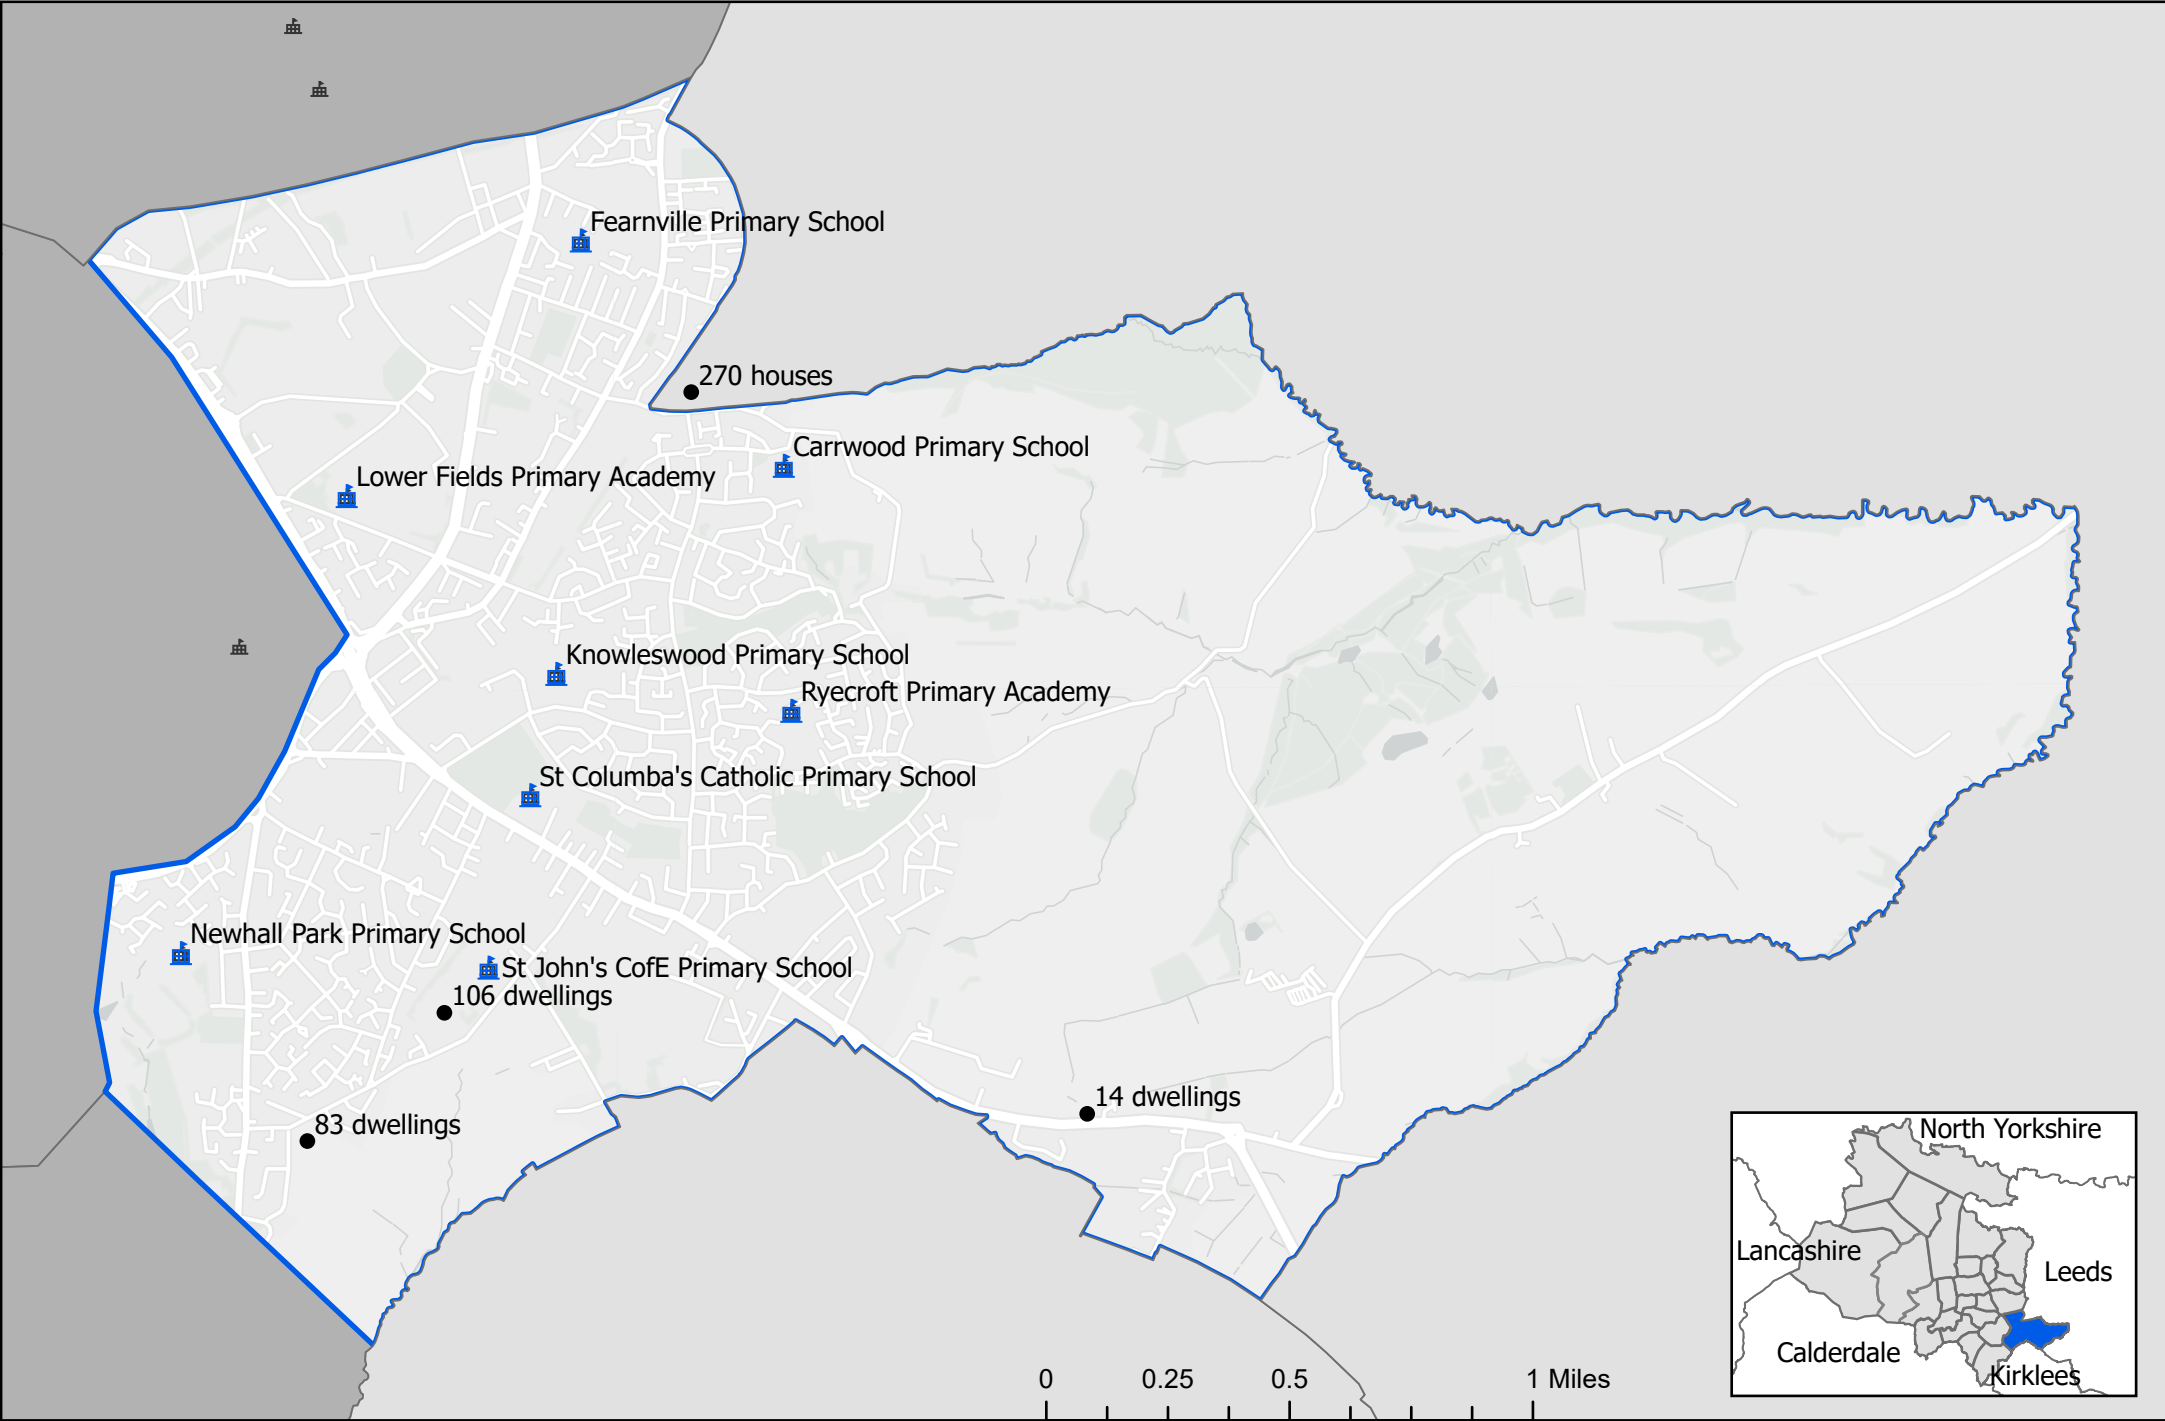 Fearnville Primary School
270 houses
Carrwood Primary School
Lower Fields Primary Academy
Knowleswood Primary School
Ryecroft Primary Academy
St Columba's Catholic Primary School
Newhall Park Primary School
St John's CofE Primary School
106 dwellings
14 dwellings
83 dwellings
North Yorkshire
Lancashire
Leeds
Calderdale
Kirklees
0 0.25 0.5 1 Miles